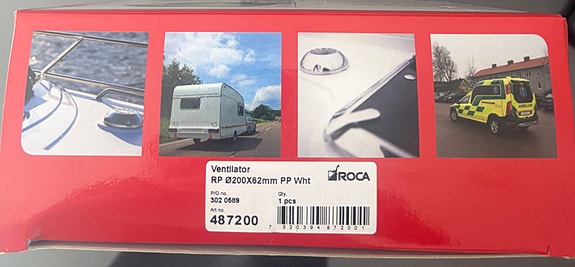 Ventilator
RP Ø200X62mm PP Wht
ROCA
P/O no. Qty.
302 0589 1 pcs
Art no.
487200
7 320394 872001